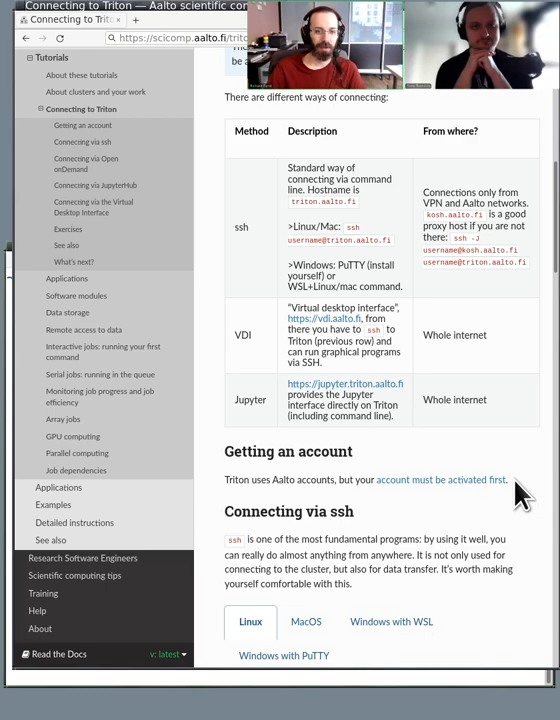 Connecting to Triton — Aalto scientific co
Connecting to Trito ×
https://scicomp.aalto.fi/trito
Tutorials
About these tutorials
About clusters and your work
Connecting to Triton
Getting an account
Connecting via ssh
Connecting via Open
onDemand
Connecting via JupyterHub
Connecting via the Virtual
Desktop Interface
Exercises
See also
What's next?
Applications
Software modules
Data storage
Remote access to data
Interactive jobs: running your first
command
Serial jobs: running in the queue
Monitoring job progress and job
efficiency
Array jobs
GPU computing
Parallel computing
Job dependencies
Applications
Examples
Detailed instructions
See also
Research Software Engineers
Scientific computing tips
Training
Help
About
Read the Docs
v: latest
be a
There are different ways of connecting:
Method
Description
From where?
ssh
Standard way of
connecting via command
line. Hostname is
triton.aalto.fi
>Linux/Mac: ssh
username@triton.aalto.fi
>Windows: PuTTY (install
yourself) or
WSL+Linux/mac command.
Connections only from
VPN and Aalto networks.
kosh.aalto.fi is a good
proxy host if you are not
there: ssh -J
username@kosh.aalto.fi
username@triton.aalto.fi
VDI
"Virtual desktop interface",
https://vdi.aalto.fi, from
there you have to ssh to
Triton (previous row) and
can run graphical programs
via SSH.
Whole internet
Jupyter
https://jupyter.triton.aalto.fi
provides the Jupyter
interface directly on Triton
(including command line).
Whole internet
Getting an account
Triton uses Aalto accounts, but your account must be activated first.
Connecting via ssh
ssh is one of the most fundamental programs: by using it well, you
can really do almost anything from anywhere. It is not only used for
connecting to the cluster, but also for data transfer. It's worth making
yourself comfortable with this.
Linux
MacOS
Windows with WSL
Windows with PuTTY